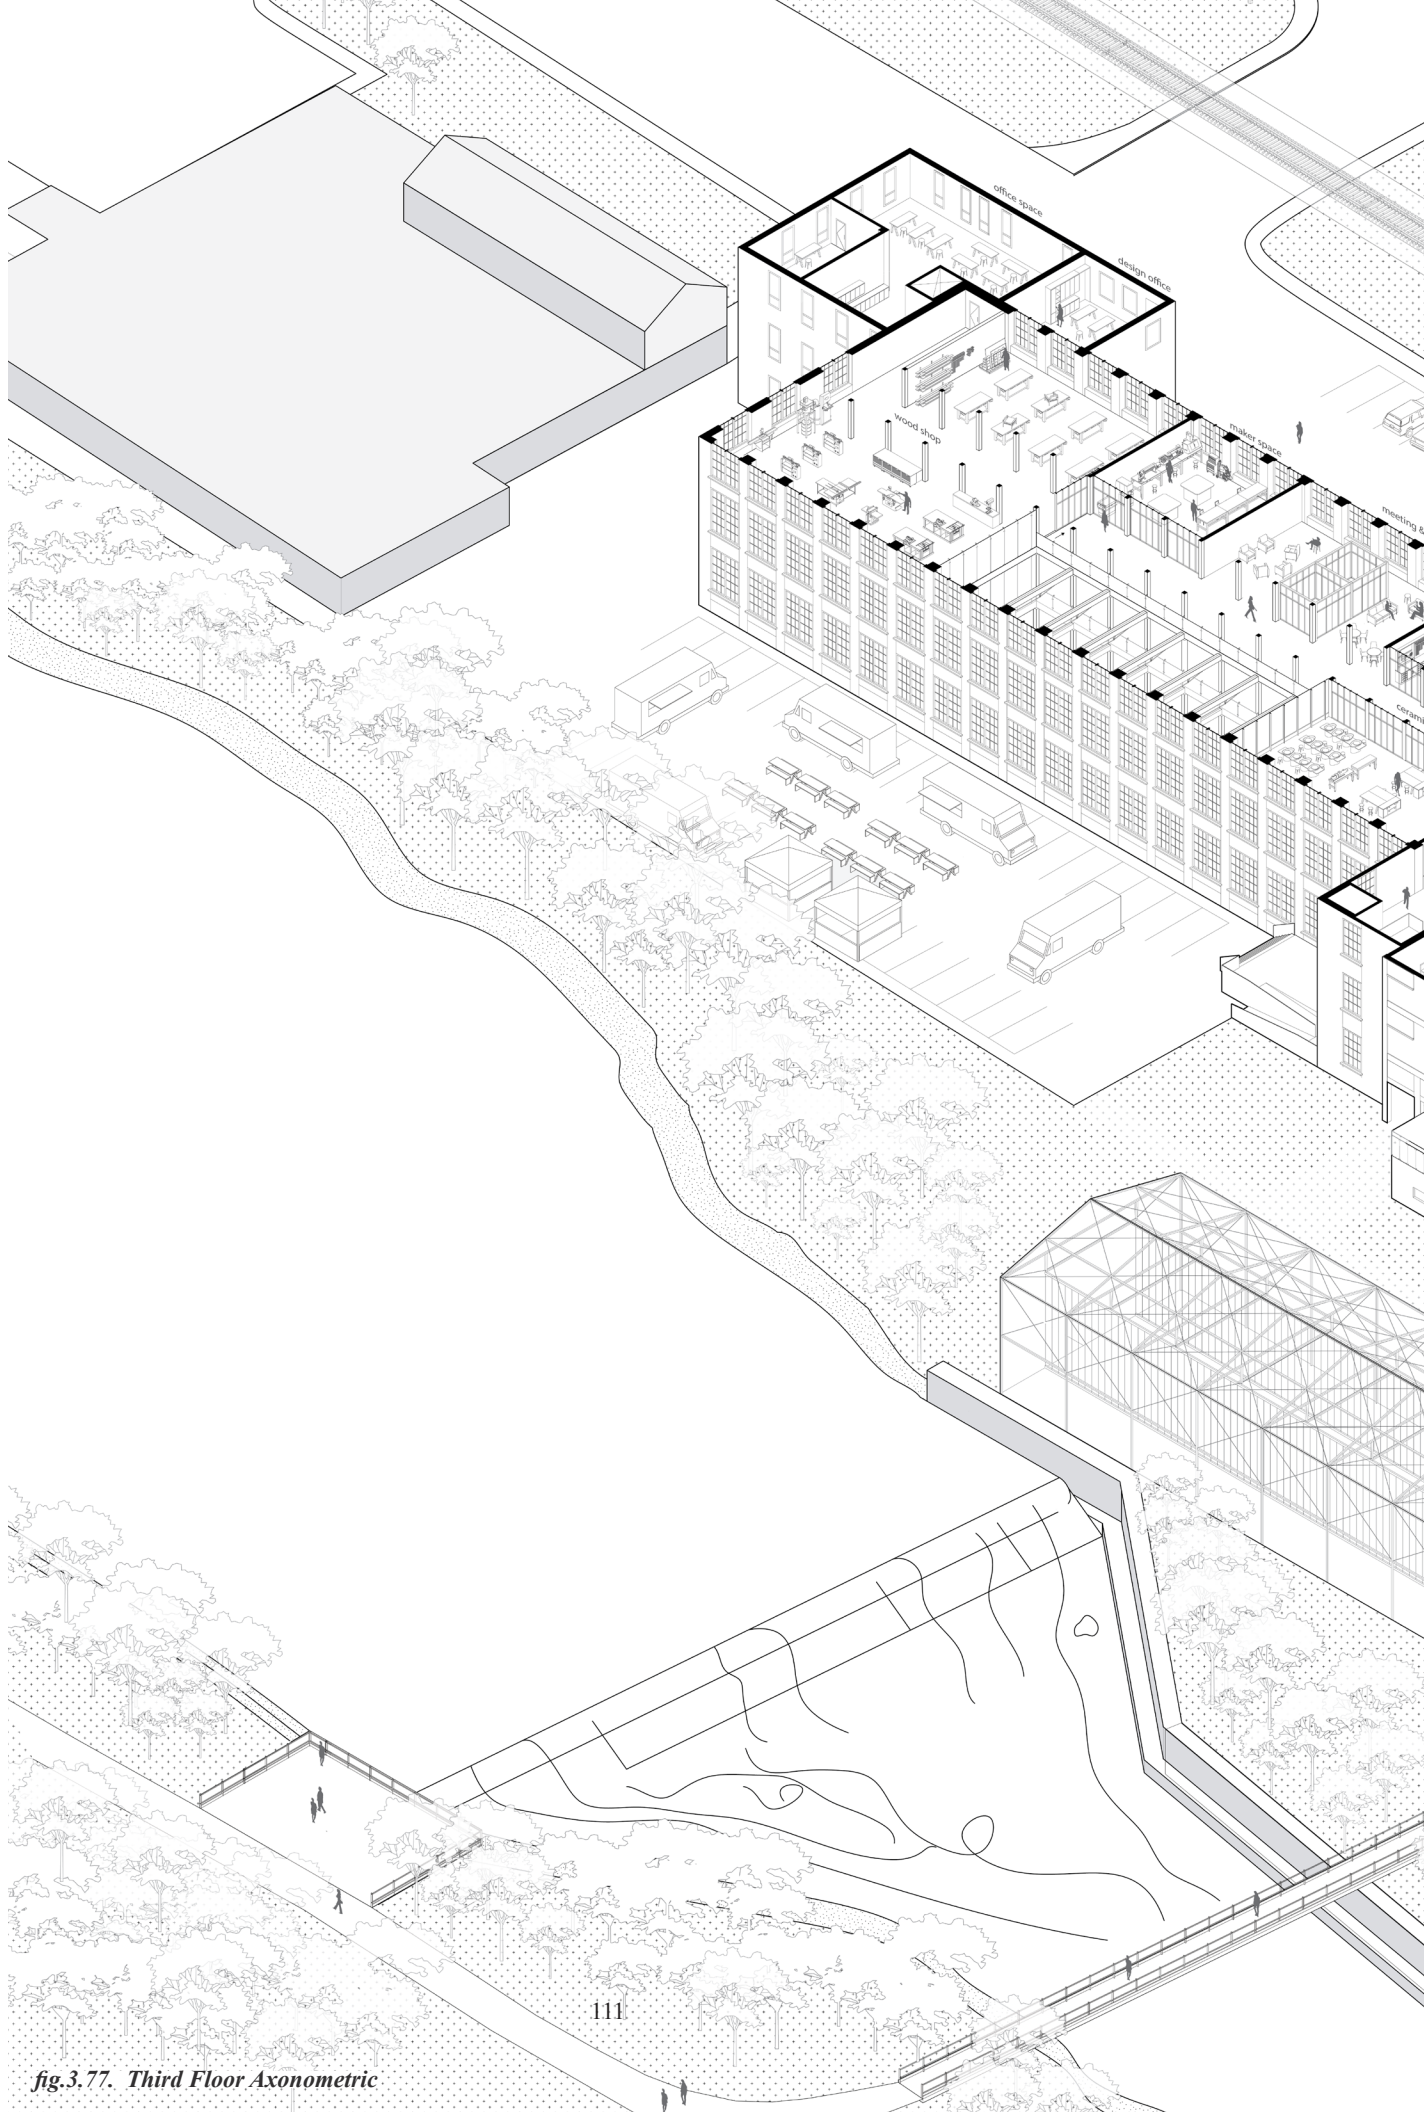 office space
design office
wood shop
maker space
meeting &
cerami
111
fig.3.77. Third Floor Axonometric